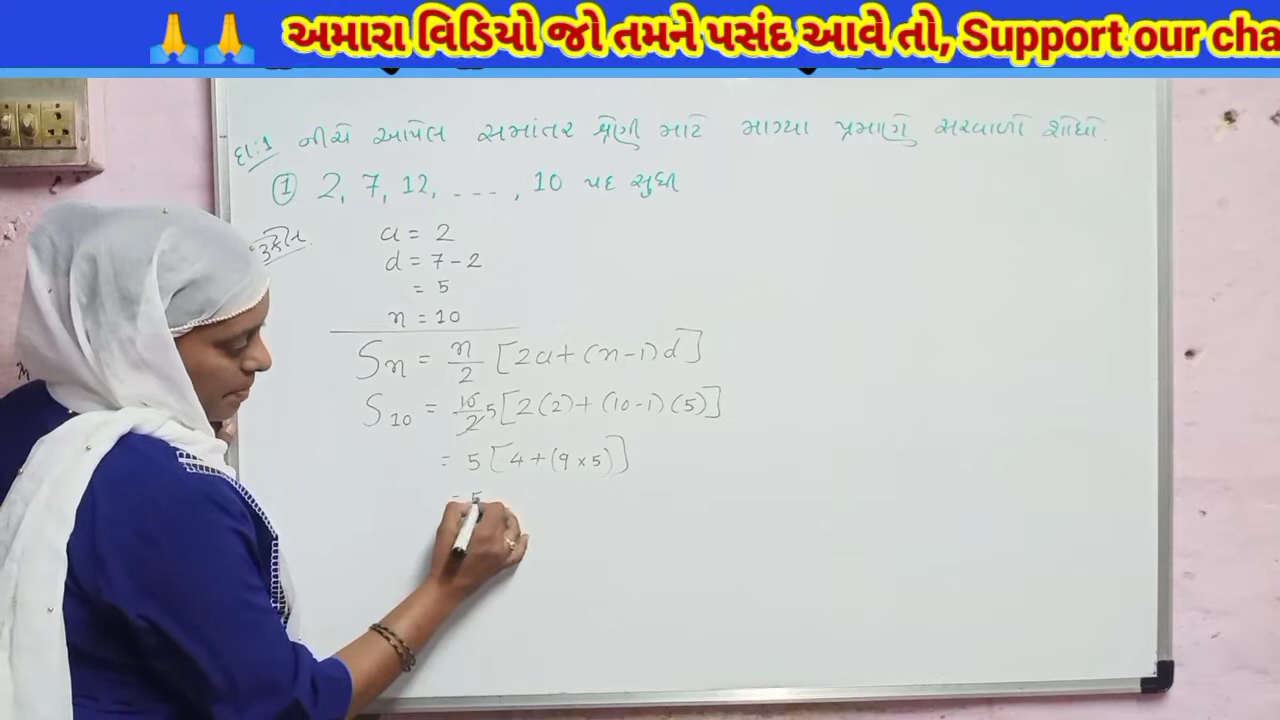 🙏🙏 અમારા વિડિયો જો તમને પસંદ આવે તો, Support our cha
દા:1 નીચે આપેલ સમાંતર શ્રેણી માટે માગ્યા પ્રમાણે સરવાળો શોધો.
① 2, 7, 12, - - - , 10 પદ સુધી
ઉકેલ
a = 2
d = 7 - 2
= 5
n = 10
Sn = n/2 [2a + (n-1) d]
S10 = 10/2 5 [2(2) + (10-1) (5)]
= 5 [4 + (9 × 5)]
= 5